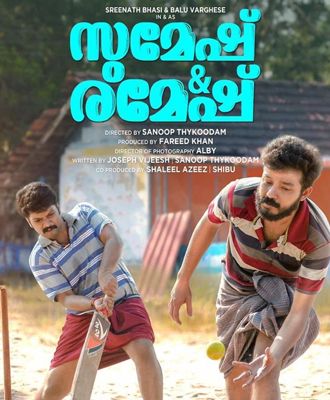 SREENATH BHASI & BALU VARGHESE
IN & AS
സുമേഷ്
&
രമേഷ്
DIRECTED BY SANOOP THYKOODAM
PRODUCED BY FAREED KHAN
DIRECTOR OF PHOTOGRAPHY ALBY
WRITTEN BY JOSEPH VIJEESH | SANOOP THYKOODAM
CO PRODUCED BY SHALEEL AZEEZ | SHIBU